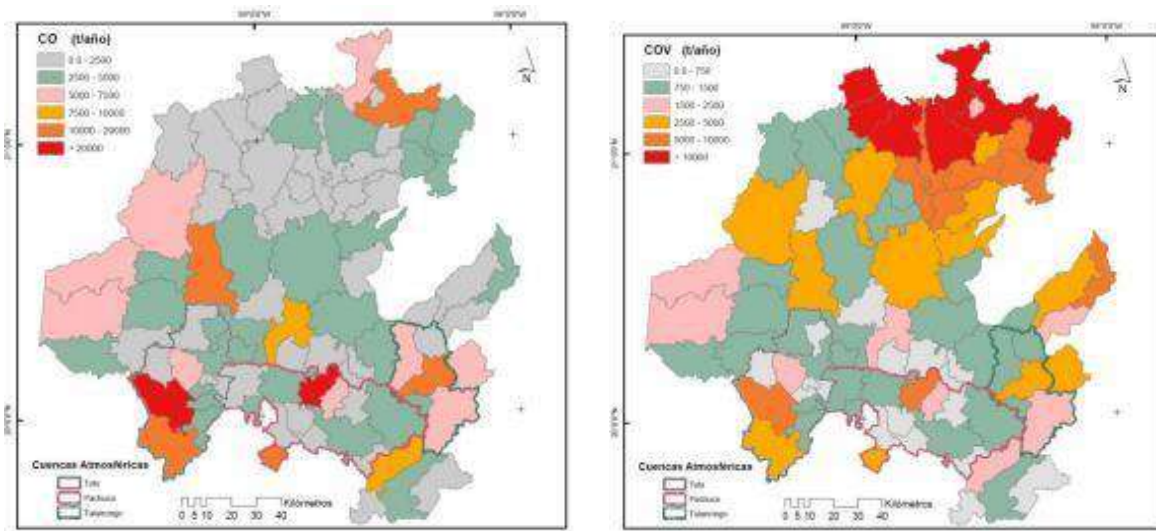 CO (t/año)
0.0 - 2500
2500 - 5000
5000 - 7500
7500 - 10000
10000 - 20000
> 20000
N
Cuencas Atmosféricas
Tula
Pachuca
Tulancingo
Kilómetros
0 5 10 20 30 40
COV (t/año)
0.0 - 750
750 - 1500
1500 - 2500
2500 - 5000
5000 - 10000
> 10000
N
Cuencas Atmosféricas
Tula
Pachuca
Tulancingo
Kilómetros
0 5 10 20 30 40